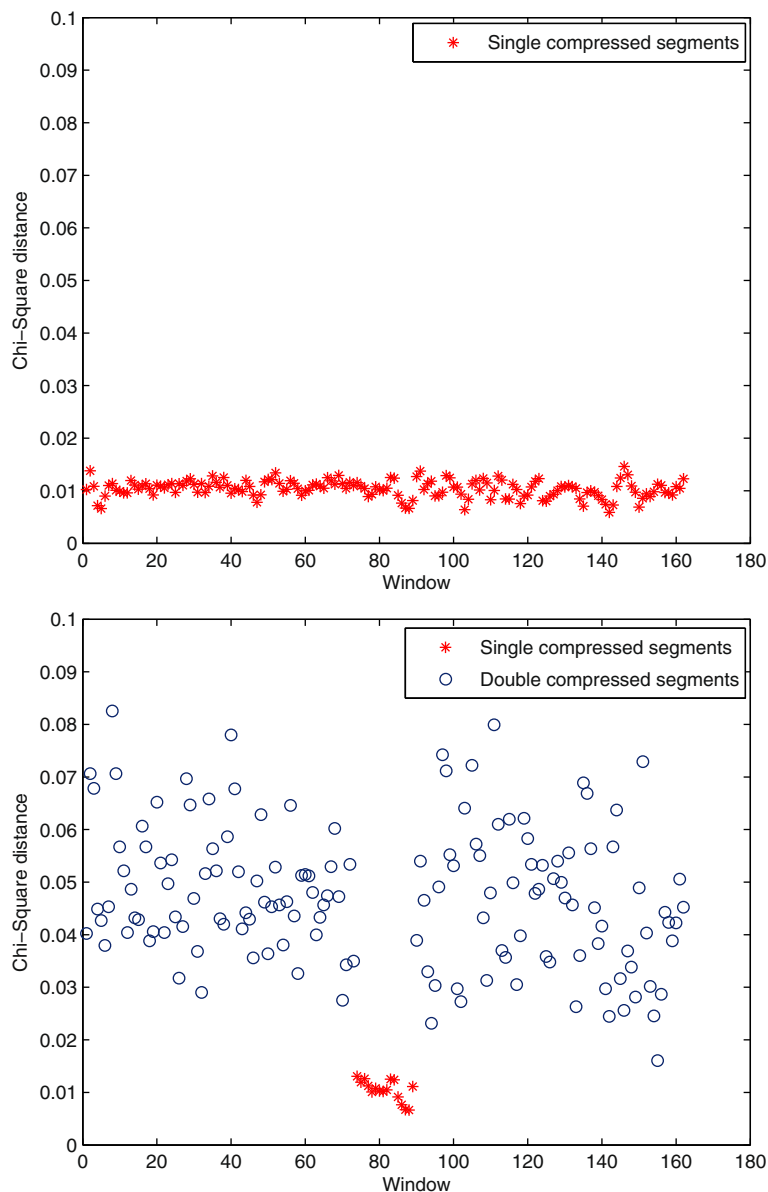 0.1
0.09
0.08
0.07
0.06
0.05
0.04
0.03
0.02
0.01
0
Chi-Square distance
Single compressed segments
0 20 40 60 80 100 120 140 160 180
Window
0.1
0.09
0.08
0.07
0.06
0.05
0.04
0.03
0.02
0.01
0
Chi-Square distance
Single compressed segments
Double compressed segments
0 20 40 60 80 100 120 140 160 180
Window